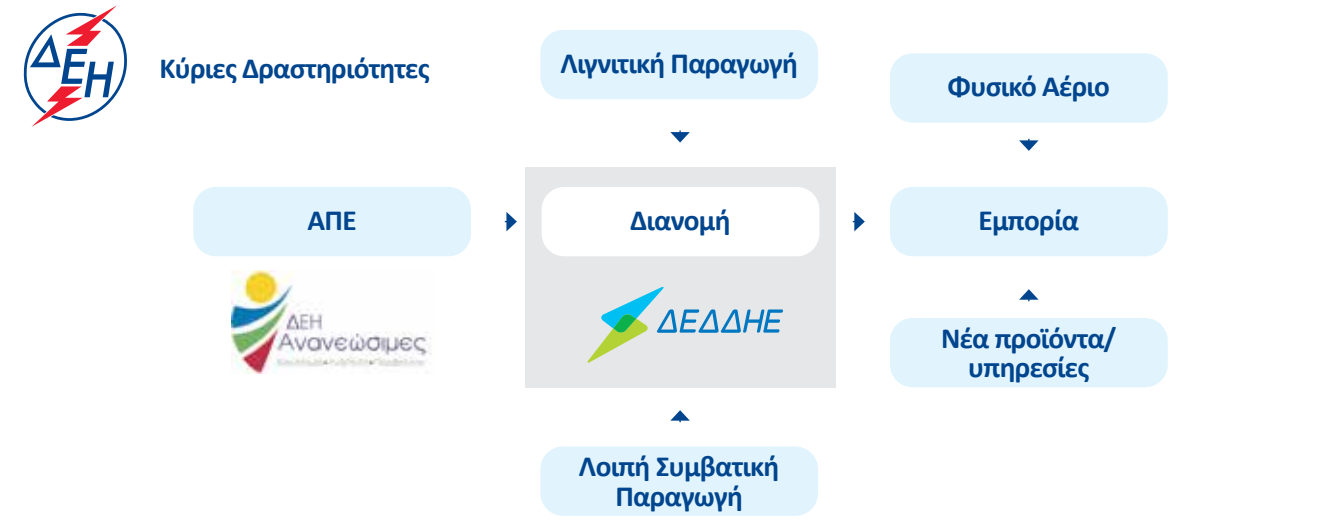 ΔΕΗ
Κύριες Δραστηριότητες
Λιγνιτική Παραγωγή
Φυσικό Αέριο
ΑΠΕ
Διανομή
Εμπορία
ΔΕΗ
Ανανεώσιμες
ΔΕΔΔΗΕ
Νέα προϊόντα/
υπηρεσίες
Λοιπή Συμβατική
Παραγωγή